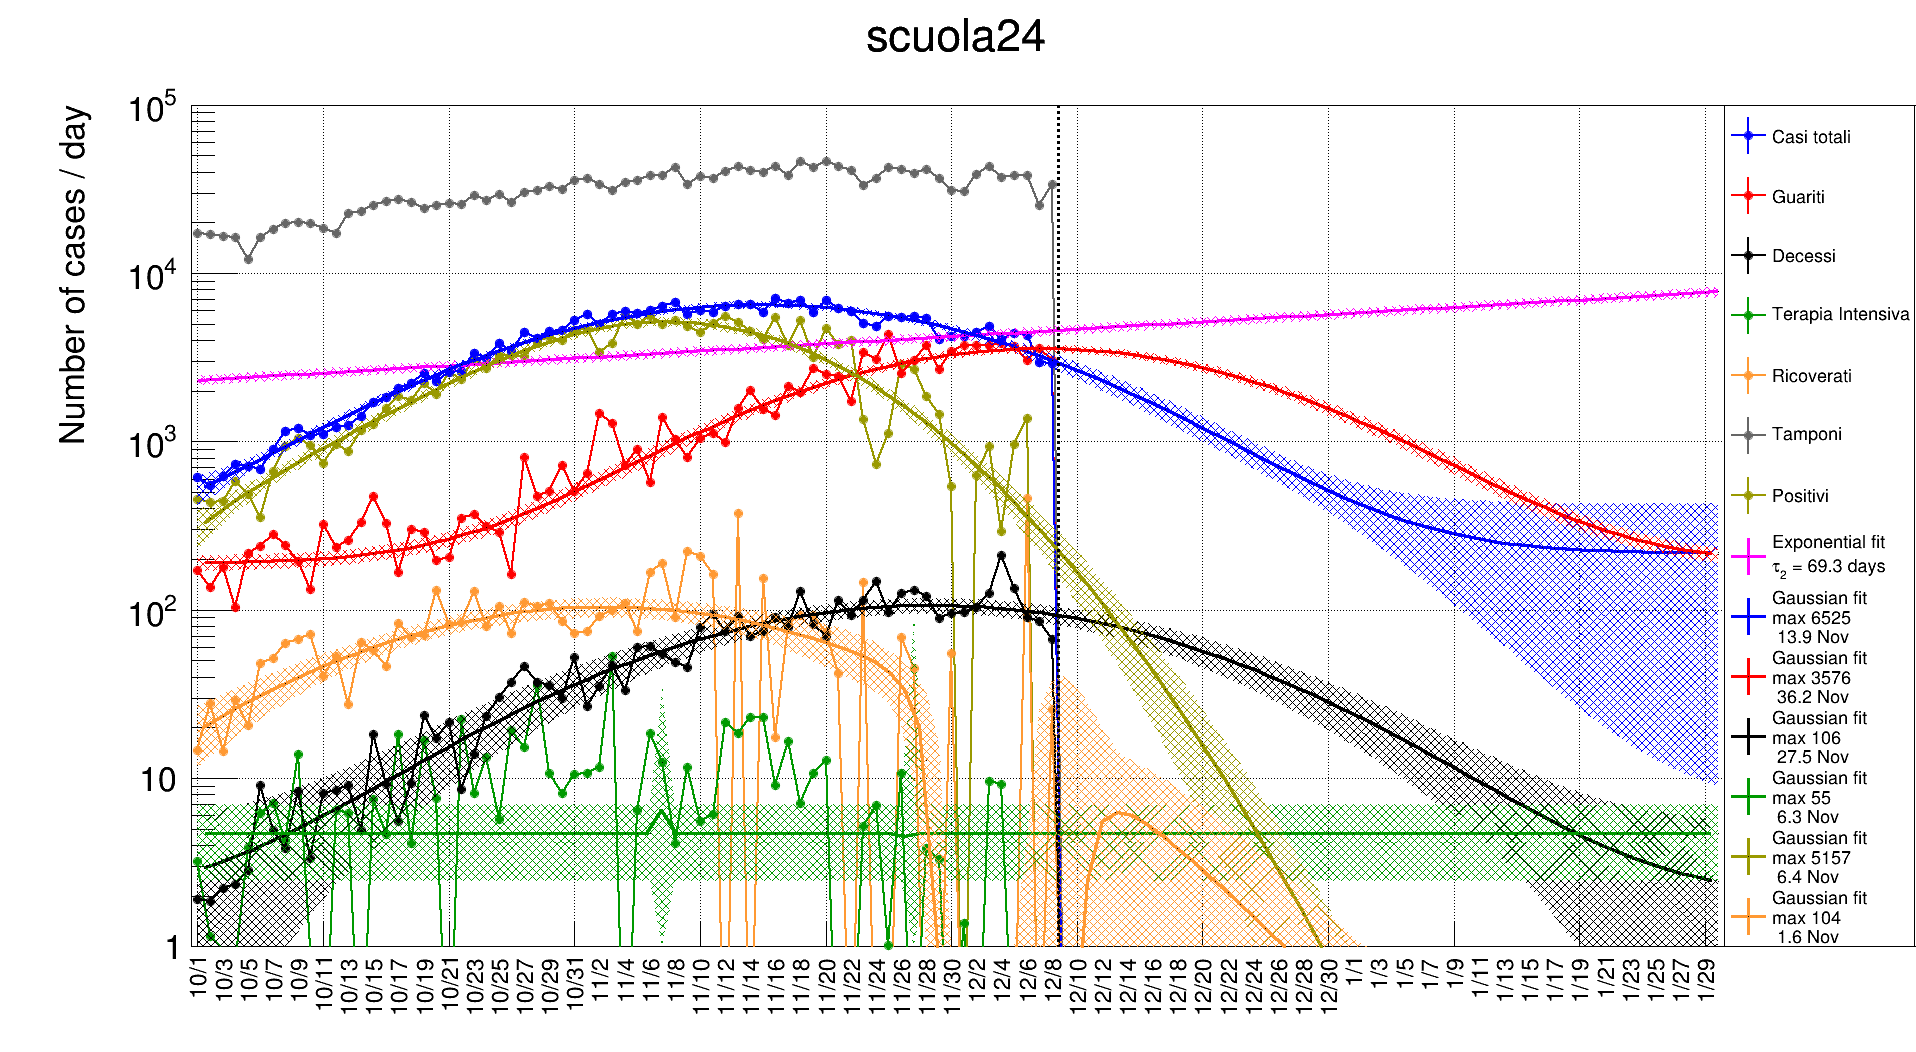 scuola24
Number of cases / day
10^5
10^4
10^3
10^2
10
1
10/1 10/3 10/5 10/7 10/9 10/11 10/13 10/15 10/17 10/19 10/21 10/23 10/25 10/27 10/29 10/31 11/2 11/4 11/6 11/8 11/10 11/12 11/14 11/16 11/18 11/20 11/22 11/24 11/26 11/28 11/30 12/2 12/4 12/6 12/8 12/10 12/12 12/14 12/16 12/18 12/20 12/22 12/24 12/26 12/28 12/30 1/1 1/3 1/5 1/7 1/9 1/11 1/13 1/15 1/17 1/19 1/21 1/23 1/25 1/27 1/29
Casi totali
Guariti
Decessi
Terapia Intensiva
Ricoverati
Tamponi
Positivi
Exponential fit
τ2 = 69.3 days
Gaussian fit
max 6525
13.9 Nov
Gaussian fit
max 3576
36.2 Nov
Gaussian fit
max 106
27.5 Nov
Gaussian fit
max 55
6.3 Nov
Gaussian fit
max 5157
6.4 Nov
Gaussian fit
max 104
1.6 Nov